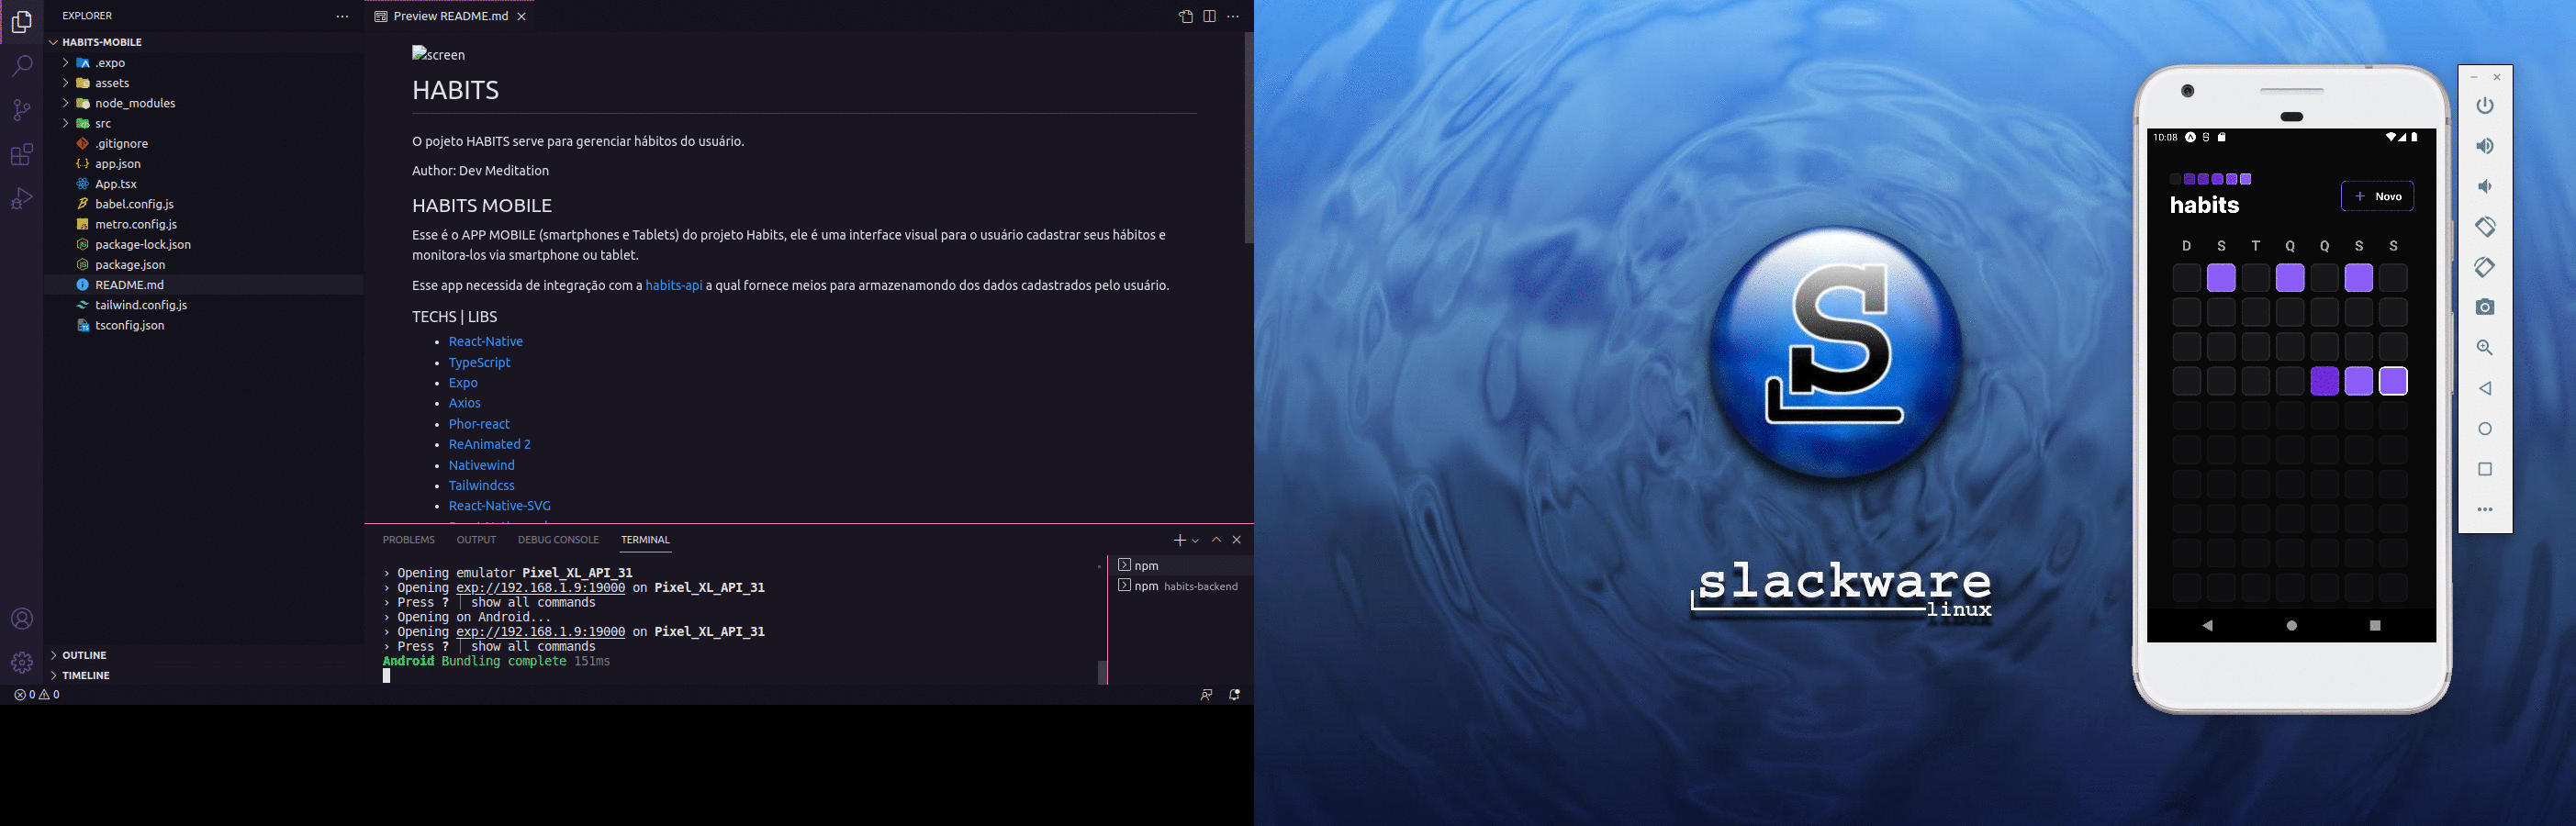 EXPLORER
HABITS-MOBILE
.expo
assets
node_modules
src
.gitignore
app.json
App.tsx
babel.config.js
metro.config.js
package-lock.json
package.json
README.md
tailwind.config.js
tsconfig.json
OUTLINE
TIMELINE
0 0
Preview README.md
screen
HABITS
O pojeto HABITS serve para gerenciar hábitos do usuário.
Author: Dev Meditation
HABITS MOBILE
Esse é o APP MOBILE (smartphones e Tablets) do projeto Habits, ele é uma interface visual para o usuário cadastrar seus hábitos e
monitora-los via smartphone ou tablet.
Esse app necessida de integração com a habits-api a qual fornece meios para armazenamondo dos dados cadastrados pelo usuário.
TECHS | LIBS
React-Native
TypeScript
Expo
Axios
Phor-react
ReAnimated 2
Nativewind
Tailwindcss
React-Native-SVG
PROBLEMS OUTPUT DEBUG CONSOLE TERMINAL
› Opening emulator Pixel_XL_API_31
› Opening exp://192.168.1.9:19000 on Pixel_XL_API_31
› Press ? │ show all commands
› Opening on Android...
› Opening exp://192.168.1.9:19000 on Pixel_XL_API_31
› Press ? │ show all commands
Android Bundling complete 151ms
npm
npm habits-backend
S
slackware
linux
10:08
habits
+ Novo
D S T Q Q S S